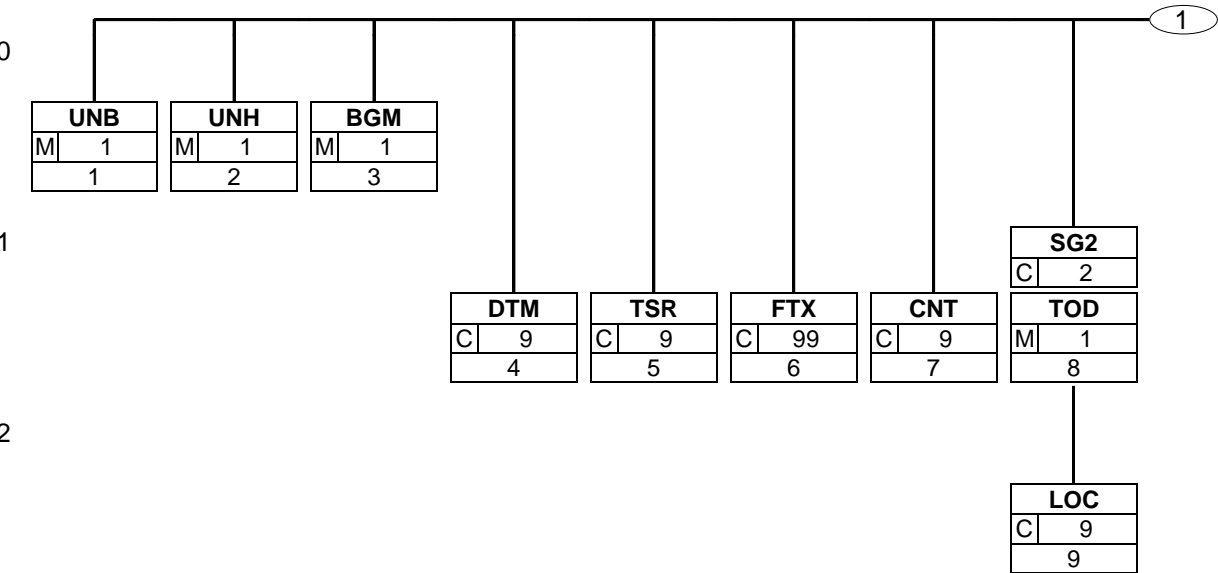 1
0
UNB UNH BGM
M 1 M 1 M 1
1 2 3
1
SG2
C 2
DTM TSR FTX CNT TOD
C 9 C 9 C 99 C 9 M 1
4 5 6 7 8
2
LOC
C 9
9